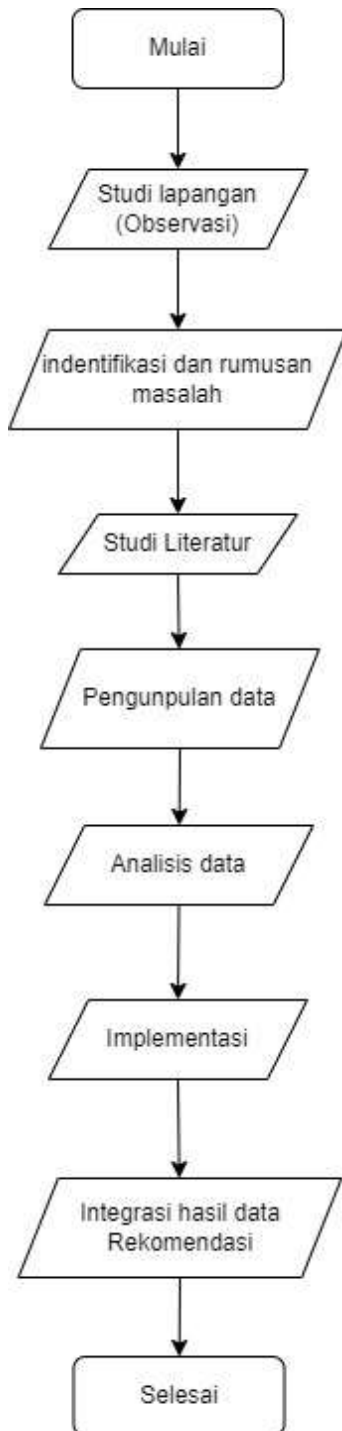 Mulai
Studi lapangan
(Observasi)
indentifikasi dan rumusan
masalah
Studi Literatur
Pengunpulan data
Analisis data
Implementasi
Integrasi hasil data
Rekomendasi
Selesai